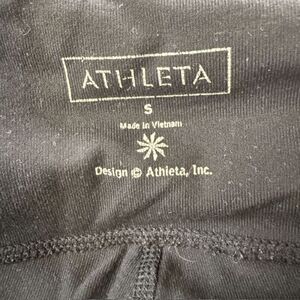 ATHLETA
S
Made in Vietnam
Design © Athleta, Inc.